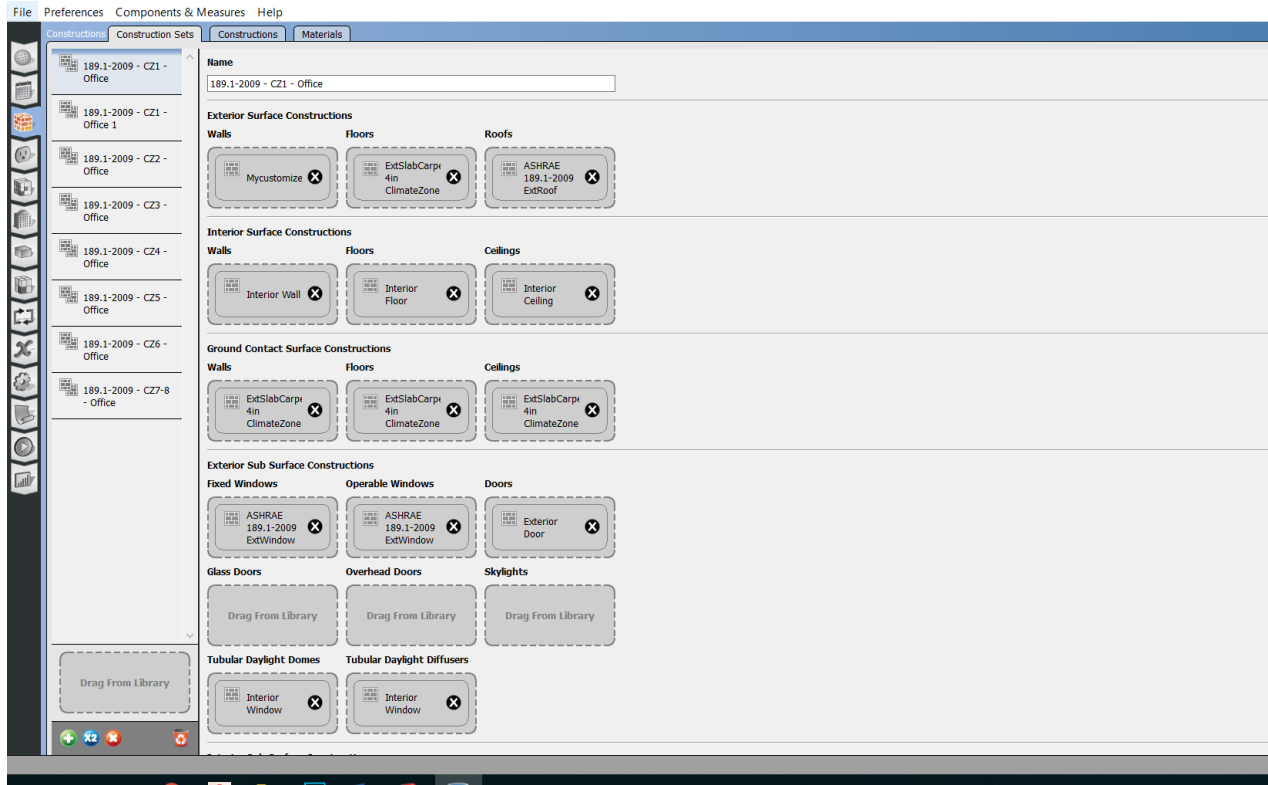 File Preferences Components & Measures Help
Constructions Construction Sets Constructions Materials
189.1-2009 - CZ1 -
Office
189.1-2009 - CZ1 -
Office 1
189.1-2009 - CZ2 -
Office
189.1-2009 - CZ3 -
Office
189.1-2009 - CZ4 -
Office
189.1-2009 - CZ5 -
Office
189.1-2009 - CZ6 -
Office
189.1-2009 - CZ7-8
- Office
Drag From Library
X2
Name
189.1-2009 - CZ1 - Office
Exterior Surface Constructions
Walls Floors Roofs
Mycustomize
ExtSlabCarpe
4in
ClimateZone
ASHRAE
189.1-2009
ExtRoof
Interior Surface Constructions
Walls Floors Ceilings
Interior Wall
Interior
Floor
Interior
Ceiling
Ground Contact Surface Constructions
Walls Floors Ceilings
ExtSlabCarpe
4in
ClimateZone
ExtSlabCarpe
4in
ClimateZone
ExtSlabCarpe
4in
ClimateZone
Exterior Sub Surface Constructions
Fixed Windows Operable Windows Doors
ASHRAE
189.1-2009
ExtWindow
ASHRAE
189.1-2009
ExtWindow
Exterior
Door
Glass Doors Overhead Doors Skylights
Drag From Library Drag From Library Drag From Library
Tubular Daylight Domes Tubular Daylight Diffusers
Interior
Window
Interior
Window